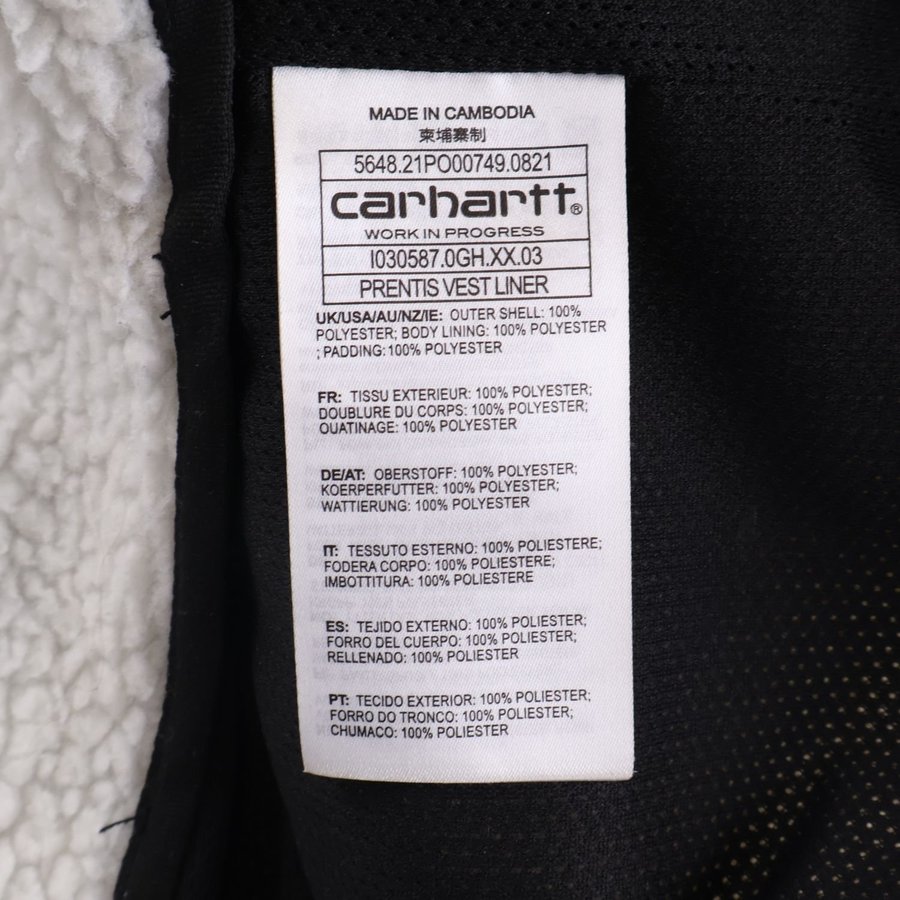 MADE IN CAMBODIA
柬埔寨制
5648.21PO00749.0821
carhartt®
WORK IN PROGRESS
I030587.0GH.XX.03
PRENTIS VEST LINER
UK/USA/AU/NZ/IE: OUTER SHELL: 100%
POLYESTER; BODY LINING: 100% POLYESTER
; PADDING: 100% POLYESTER
FR: TISSU EXTERIEUR: 100% POLYESTER;
DOUBLURE DU CORPS: 100% POLYESTER;
OUATINAGE: 100% POLYESTER
DE/AT: OBERSTOFF: 100% POLYESTER;
KOERPERFUTTER: 100% POLYESTER;
WATTIERUNG: 100% POLYESTER
IT: TESSUTO ESTERNO: 100% POLIESTERE;
FODERA CORPO: 100% POLIESTERE;
IMBOTTITURA: 100% POLIESTERE
ES: TEJIDO EXTERNO: 100% POLIESTER;
FORRO DEL CUERPO: 100% POLIESTER;
RELLENADO: 100% POLIESTER
PT: TECIDO EXTERIOR: 100% POLIESTER;
FORRO DO TRONCO: 100% POLIESTER;
CHUMACO: 100% POLIESTER